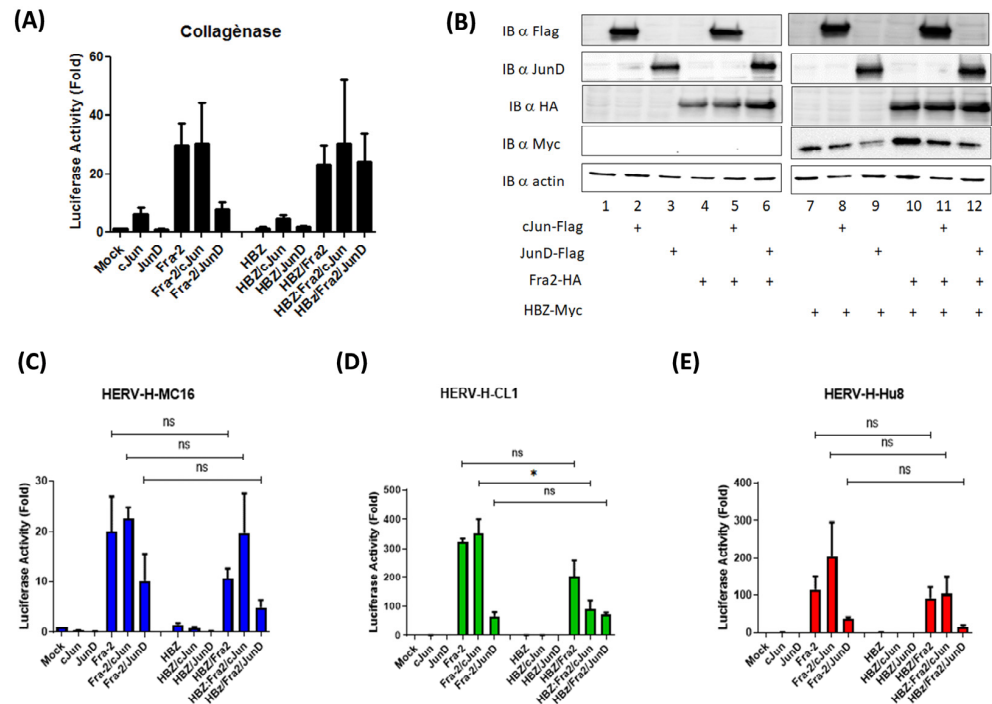 (A)
Collagènase
Luciferase Activity (Fold)
60
40
20
0
Mock
cJun
JunD
Fra-2
Fra-2/cJun
Fra-2/JunD
HBZ
HBZ/cJun
HBZ/JunD
HBZ/Fra2
HBZ:Fra2/cJun
HBz/Fra2/JunD
(B)
IB α Flag
IB α JunD
IB α HA
IB α Myc
IB α actin
1 2 3 4 5 6 7 8 9 10 11 12
cJun-Flag + + + +
JunD-Flag + + + +
Fra2-HA + + + + + +
HBZ-Myc + + + + + +
(C)
HERV-H-MC16
ns
ns
ns
Luciferase Activity (Fold)
30
20
10
0
Mock
cJun
JunD
Fra-2
Fra-2/cJun
Fra-2/JunD
HBZ
HBZ/cJun
HBZ/JunD
HBZ/Fra2
HBZ:Fra2/cJun
HBz/Fra2/JunD
(D)
HERV-H-CL1
ns
*
ns
Luciferase Activity (Fold)
500
400
300
200
100
0
Mock
cJun
JunD
Fra-2
Fra-2/cJun
Fra-2/JunD
HBZ
HBZ/cJun
HBZ/JunD
HBZ/Fra2
HBZ:Fra2/cJun
HBz/Fra2/JunD
(E)
HERV-H-Hu8
ns
ns
ns
Luciferase Activity (Fold)
400
300
200
100
0
Mock
cJun
JunD
Fra-2
Fra-2/cJun
Fra-2/JunD
HBZ
HBZ/cJun
HBZ/JunD
HBZ/Fra2
HBZ:Fra2/cJun
HBz/Fra2/JunD